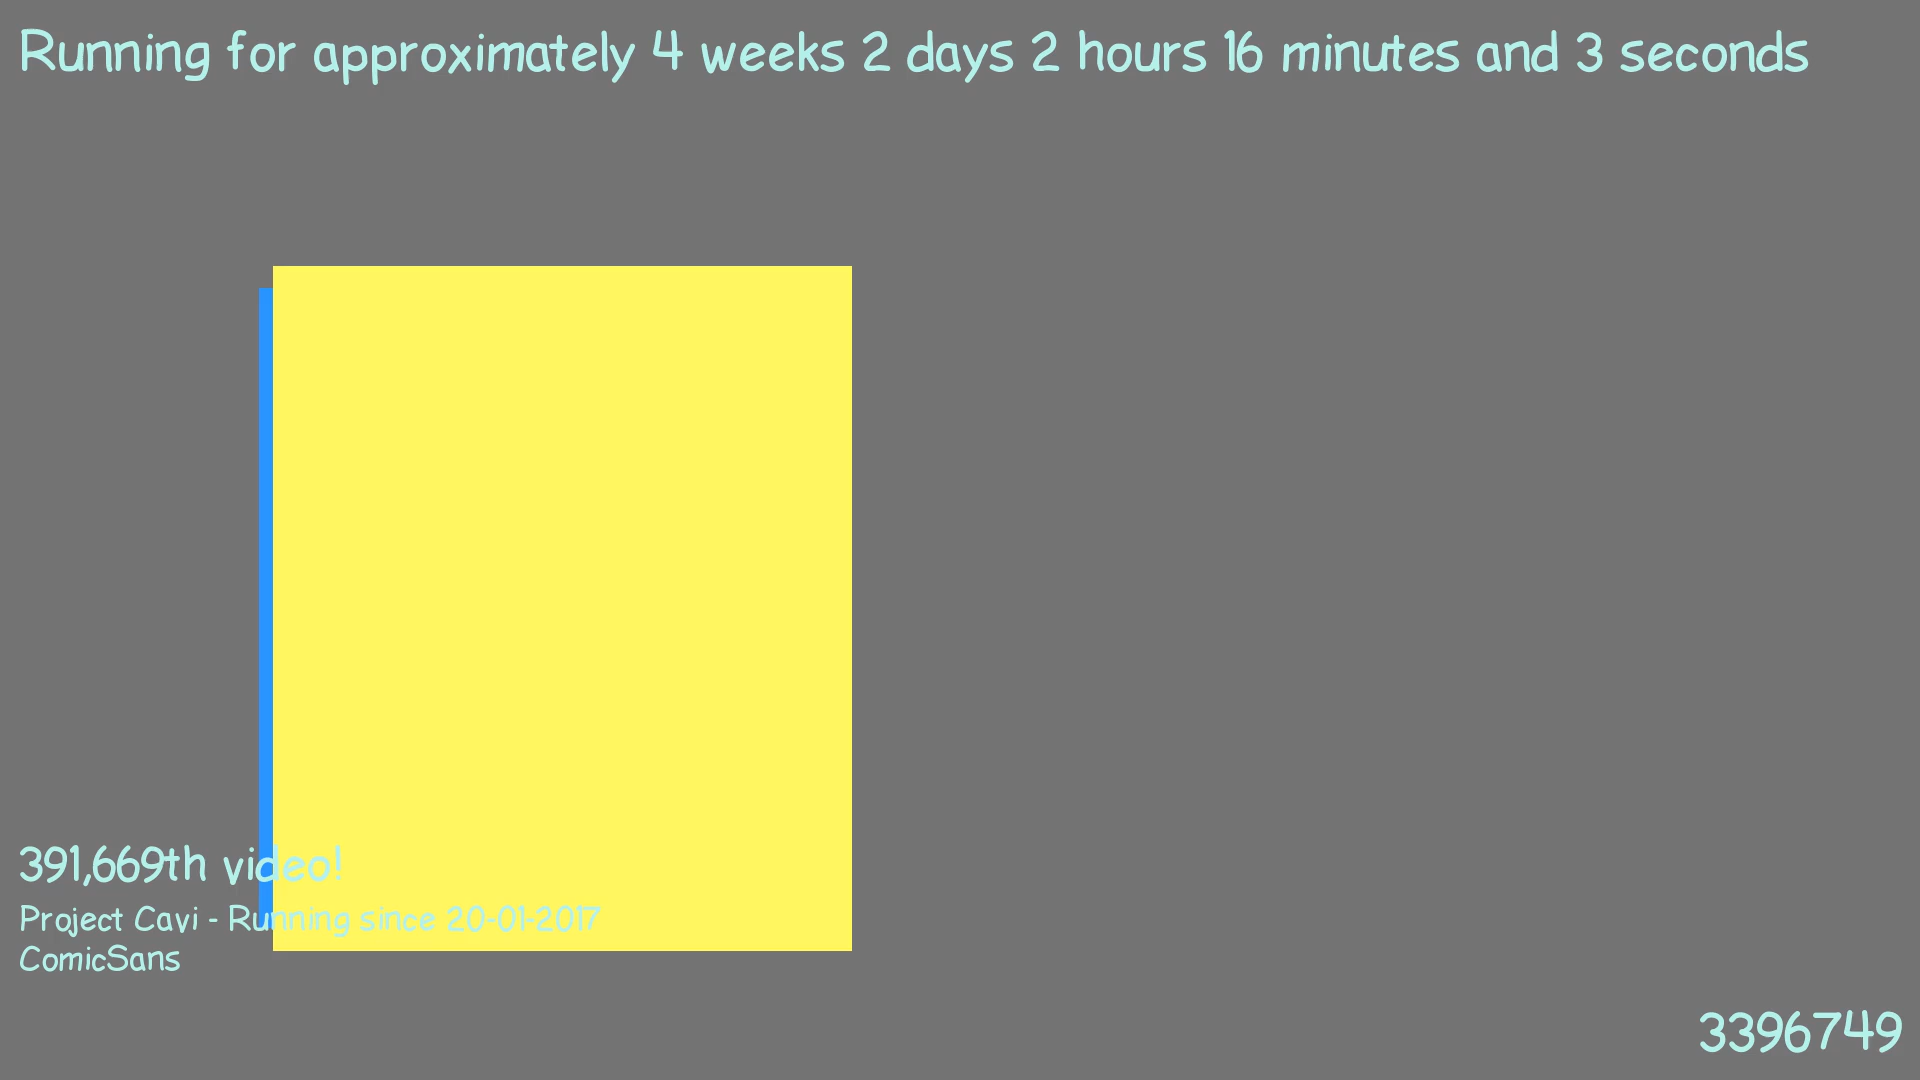 Running for approximately 4 weeks 2 days 2 hours 16 minutes and 3 seconds
391,669th video!
Project Cavi - Running since 20-01-2017
ComicSans
3396749